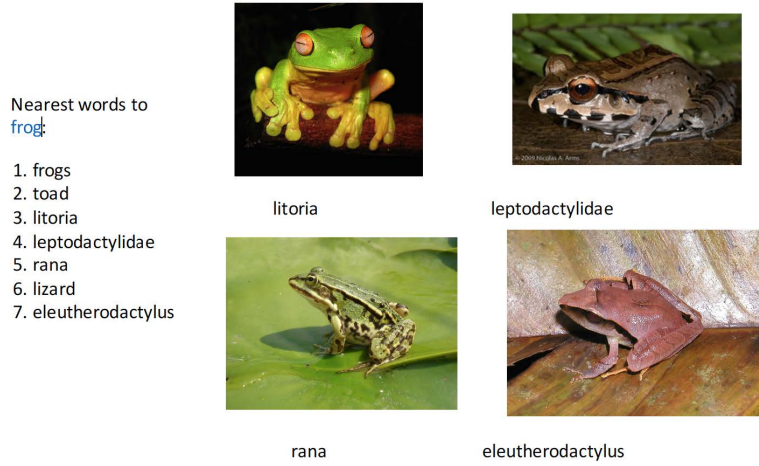 Nearest words to
frog:
1. frogs
2. toad
3. litoria
4. leptodactylidae
5. rana
6. lizard
7. eleutherodactylus
© 2009 Nicolas A. Arms
litoria
leptodactylidae
rana
eleutherodactylus